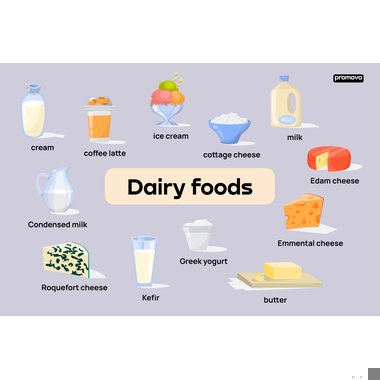 promova
cream
coffee latte
ice cream
cottage cheese
milk
MILK
Edam cheese
Dairy foods
Condensed milk
Emmental cheese
Greek yogurt
Roquefort cheese
Kefir
butter